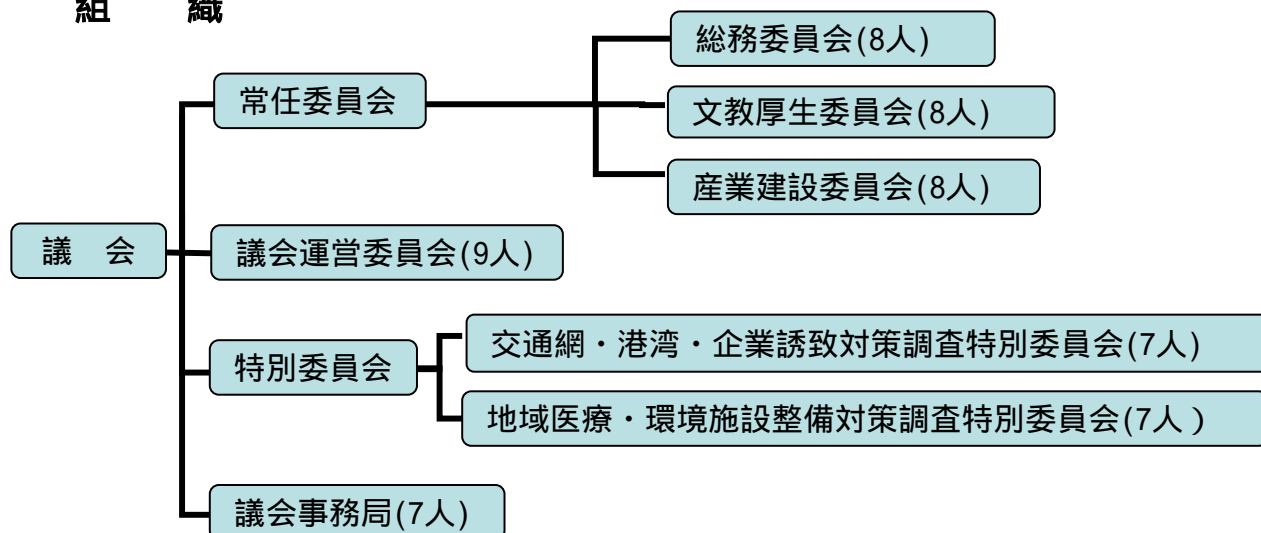 組　織
総務委員会(8人)
常任委員会
文教厚生委員会(8人)
産業建設委員会(8人)
議　会
議会運営委員会(9人)
交通網・港湾・企業誘致対策調査特別委員会(7人)
特別委員会
地域医療・環境施設整備対策調査特別委員会(7人 )
議会事務局(7人)